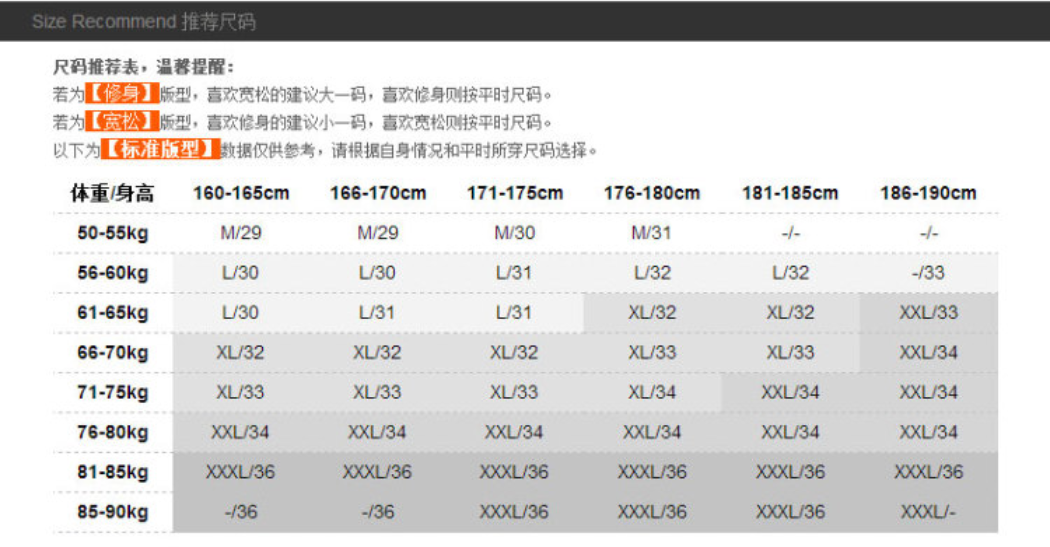 Size Recommend 推荐尺码
尺码推荐表，温馨提醒：
若为【修身】版型，喜欢宽松的建议大一码，喜欢修身则按平时尺码。
若为【宽松】版型，喜欢修身的建议小一码，喜欢宽松则按平时尺码。
以下为【标准版型】数据仅供参考，请根据自身情况和平时所穿尺码选择。
体重/身高 160-165cm 166-170cm 171-175cm 176-180cm 181-185cm 186-190cm
50-55kg M/29 M/29 M/30 M/31 -/- -/-
56-60kg L/30 L/30 L/31 L/32 L/32 -/33
61-65kg L/30 L/31 L/31 XL/32 XL/32 XXL/33
66-70kg XL/32 XL/32 XL/32 XL/33 XL/33 XXL/34
71-75kg XL/33 XL/33 XL/33 XL/34 XXL/34 XXL/34
76-80kg XXL/34 XXL/34 XXL/34 XXL/34 XXL/34 XXL/34
81-85kg XXXL/36 XXXL/36 XXXL/36 XXXL/36 XXXL/36 XXXL/36
85-90kg -/36 -/36 XXXL/36 XXXL/36 XXXL/36 XXXL/-